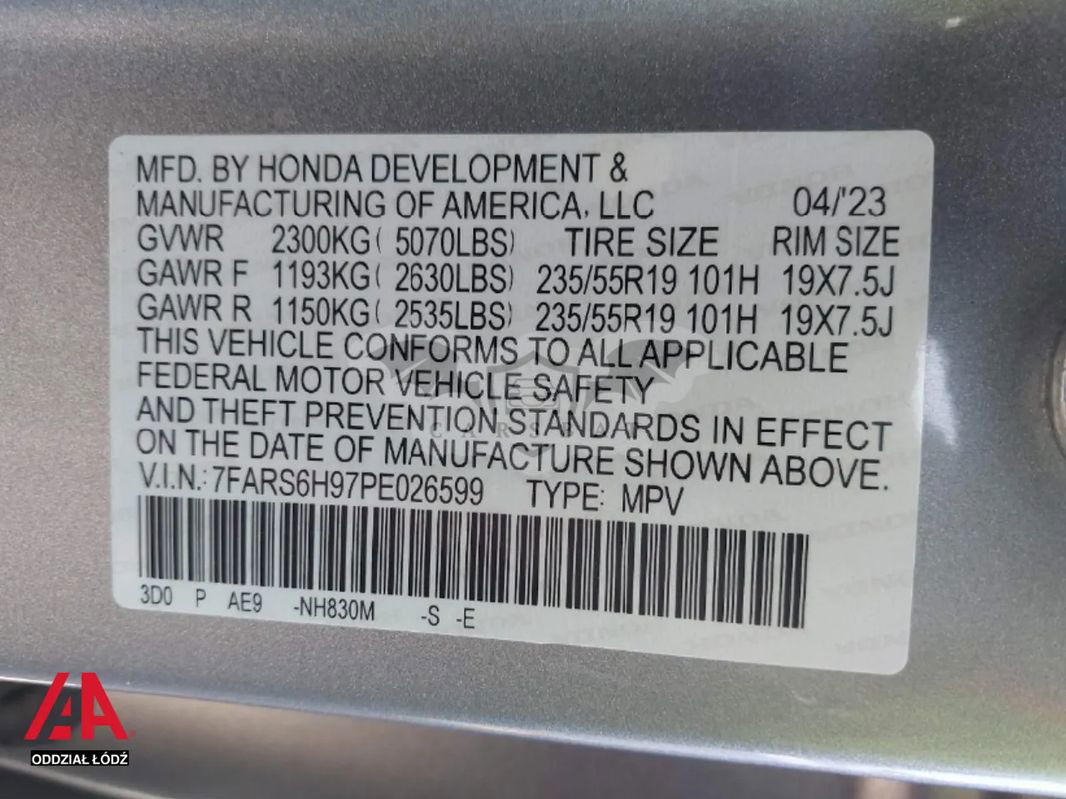 MFD. BY HONDA DEVELOPMENT &
MANUFACTURING OF AMERICA, LLC 04/'23
GVWR 2300KG( 5070LBS) TIRE SIZE RIM SIZE
GAWR F 1193KG( 2630LBS) 235/55R19 101H 19X7.5J
GAWR R 1150KG( 2535LBS) 235/55R19 101H 19X7.5J
THIS VEHICLE CONFORMS TO ALL APPLICABLE
FEDERAL MOTOR VEHICLE SAFETY
AND THEFT PREVENTION STANDARDS IN EFFECT
ON THE DATE OF MANUFACTURE SHOWN ABOVE.
V.I.N.: 7FARS6H97PE026599 TYPE: MPV
3D0 P AE9 -NH830M -S -E
IAA
ODDZIAŁ ŁÓDŹ